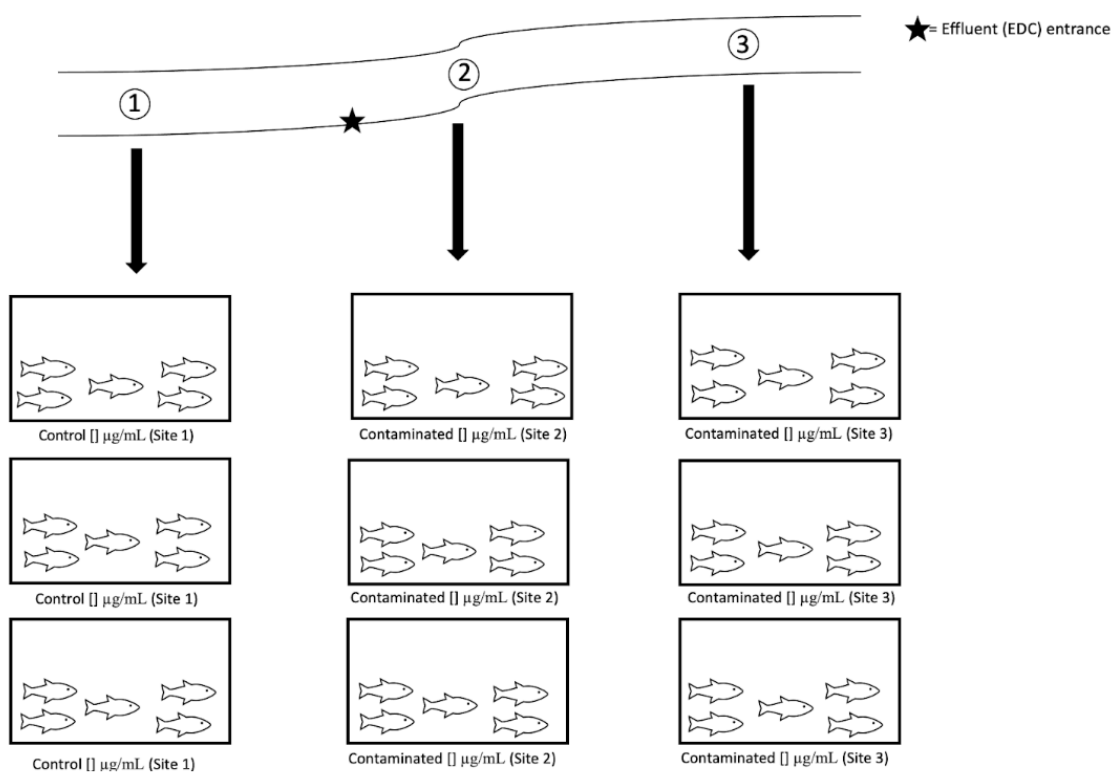 ★= Effluent (EDC) entrance
③
②
①
Control [] µg/mL (Site 1)
Contaminated [] µg/mL (Site 2)
Contaminated [] µg/mL (Site 3)
Control [] µg/mL (Site 1)
Contaminated [] µg/mL (Site 2)
Contaminated [] µg/mL (Site 3)
Control [] µg/mL (Site 1)
Contaminated [] µg/mL (Site 2)
Contaminated [] µg/mL (Site 3)